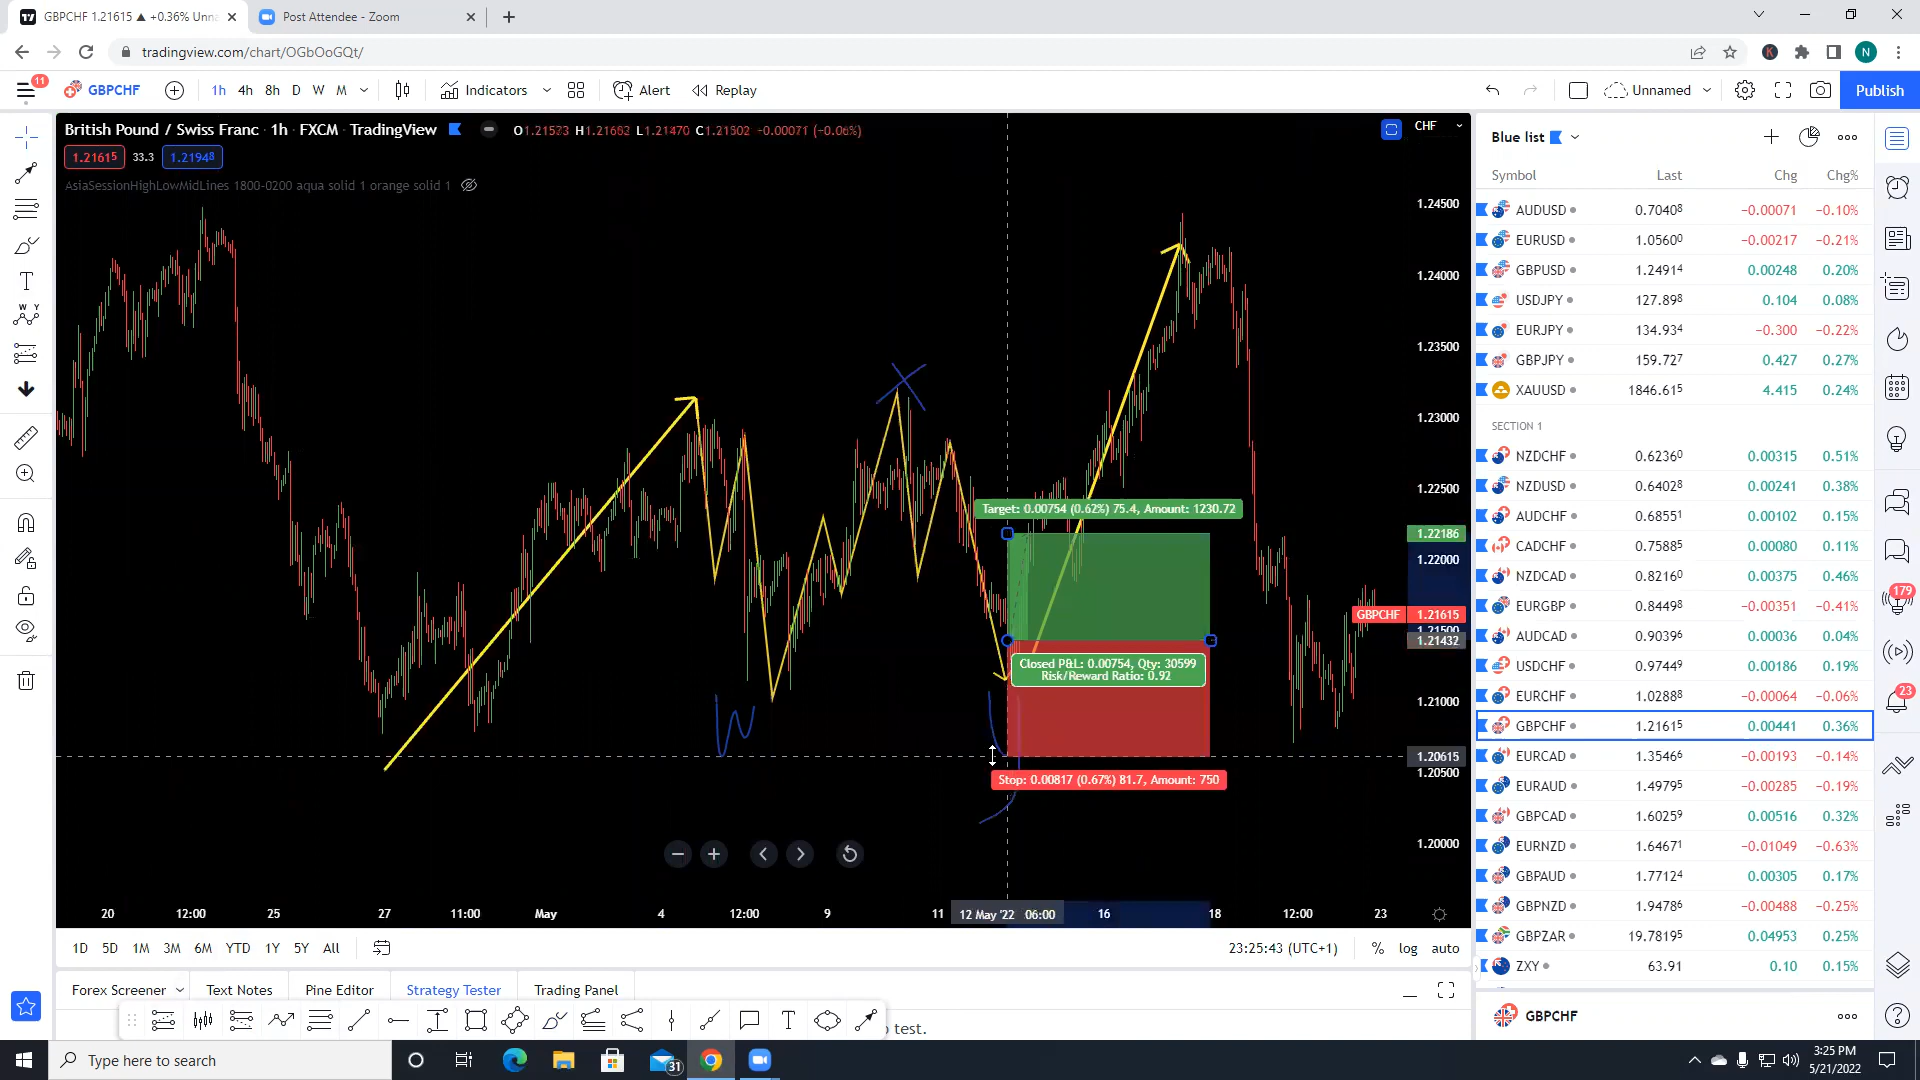 GBPCHF 1.21615 ▲ +0.36% Unna
Post Attendee - Zoom
tradingview.com/chart/OGbOoGQt/
K
N
11
GBPCHF
1h 4h 8h D W M
Indicators
Alert
Replay
Unnamed
Publish
British Pound / Swiss Franc · 1h · FXCM · TradingView
O1.21523 H1.21662 L1.21470 C1.21502 −0.00071 (−0.06%)
CHF
1.21615 33.3 1.21948
AsiaSessionHighLowMidLines 1800-0200 aqua solid 1 orange solid 1
1.24500
1.24000
1.23500
1.23000
1.22500
1.22186
1.22000
GBPCHF 1.21615
1.21500
1.21432
1.21000
1.20615
1.20500
1.20000
X
W
Target: 0.00754 (0.62%) 75.4, Amount: 1230.72
Closed P&L: 0.00754, Qty: 30599
Risk/Reward Ratio: 0.92
Stop: 0.00817 (0.67%) 81.7, Amount: 750
20 12:00 25 27 11:00 May 4 12:00 9 11 12 May '22 06:00 16 18 12:00 23
1D 5D 1M 3M 6M YTD 1Y 5Y All
23:25:43 (UTC+1) % log auto
Forex Screener Text Notes Pine Editor Strategy Tester Trading Panel
test.
Blue list
Symbol Last Chg Chg%
AUDUSD 0.70408 −0.00071 −0.10%
EURUSD 1.05600 −0.00217 −0.21%
GBPUSD 1.24914 0.00248 0.20%
USDJPY 127.898 0.104 0.08%
EURJPY 134.934 −0.300 −0.22%
GBPJPY 159.727 0.427 0.27%
XAUUSD 1846.615 4.415 0.24%
SECTION 1
NZDCHF 0.62360 0.00315 0.51%
NZDUSD 0.64028 0.00241 0.38%
AUDCHF 0.68551 0.00102 0.15%
CADCHF 0.75885 0.00080 0.11%
NZDCAD 0.82160 0.00375 0.46%
EURGBP 0.84498 −0.00351 −0.41%
AUDCAD 0.90396 0.00036 0.04%
USDCHF 0.97449 0.00186 0.19%
EURCHF 1.02888 −0.00064 −0.06%
GBPCHF 1.21615 0.00441 0.36%
EURCAD 1.35466 −0.00193 −0.14%
EURAUD 1.49795 −0.00285 −0.19%
GBPCAD 1.60259 0.00516 0.32%
EURNZD 1.64671 −0.01049 −0.63%
GBPAUD 1.77124 0.00305 0.17%
GBPNZD 1.94786 −0.00488 −0.25%
GBPZAR 19.78195 0.04953 0.25%
ZXY 63.91 0.10 0.15%
GBPCHF
179
23
Type here to search
31
3:25 PM
5/21/2022